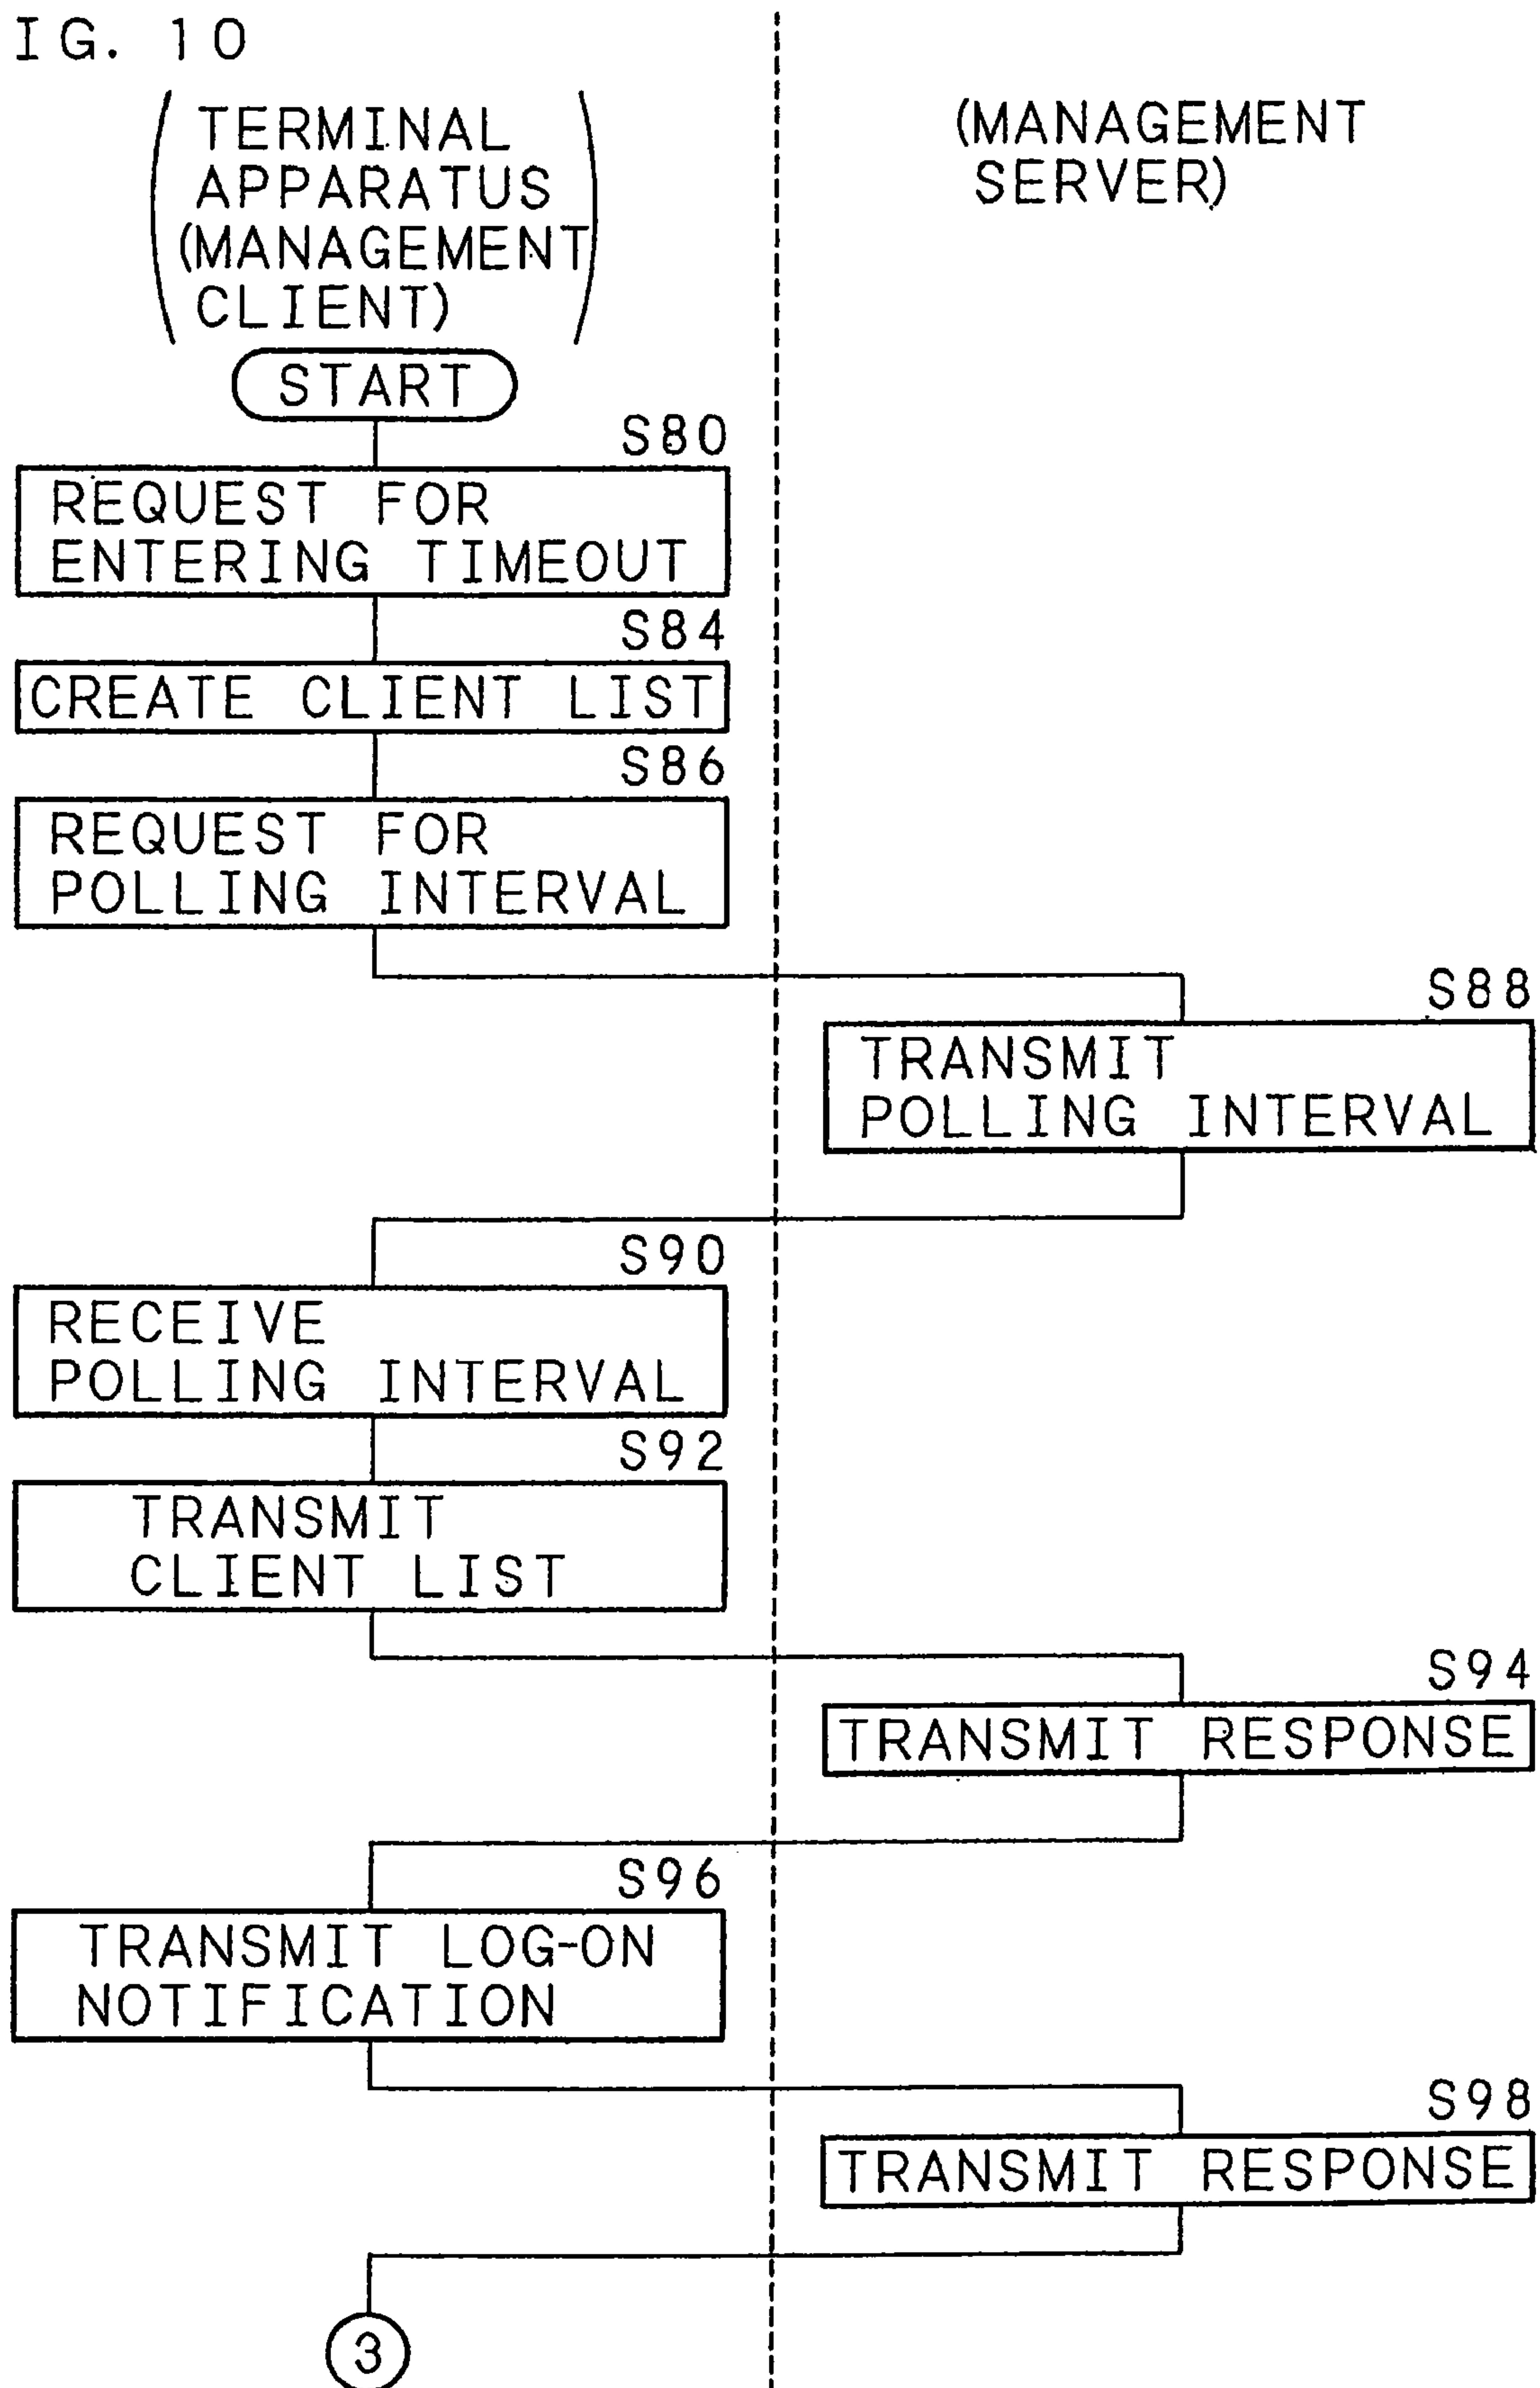 IG. 10
TERMINAL
APPARATUS
(MANAGEMENT
CLIENT)
(MANAGEMENT
SERVER)
START
S80
REQUEST FOR
ENTERING TIMEOUT
S84
CREATE CLIENT LIST
S86
REQUEST FOR
POLLING INTERVAL
S88
TRANSMIT
POLLING INTERVAL
S90
RECEIVE
POLLING INTERVAL
S92
TRANSMIT
CLIENT LIST
S94
TRANSMIT RESPONSE
S96
TRANSMIT LOG-ON
NOTIFICATION
S98
TRANSMIT RESPONSE
3